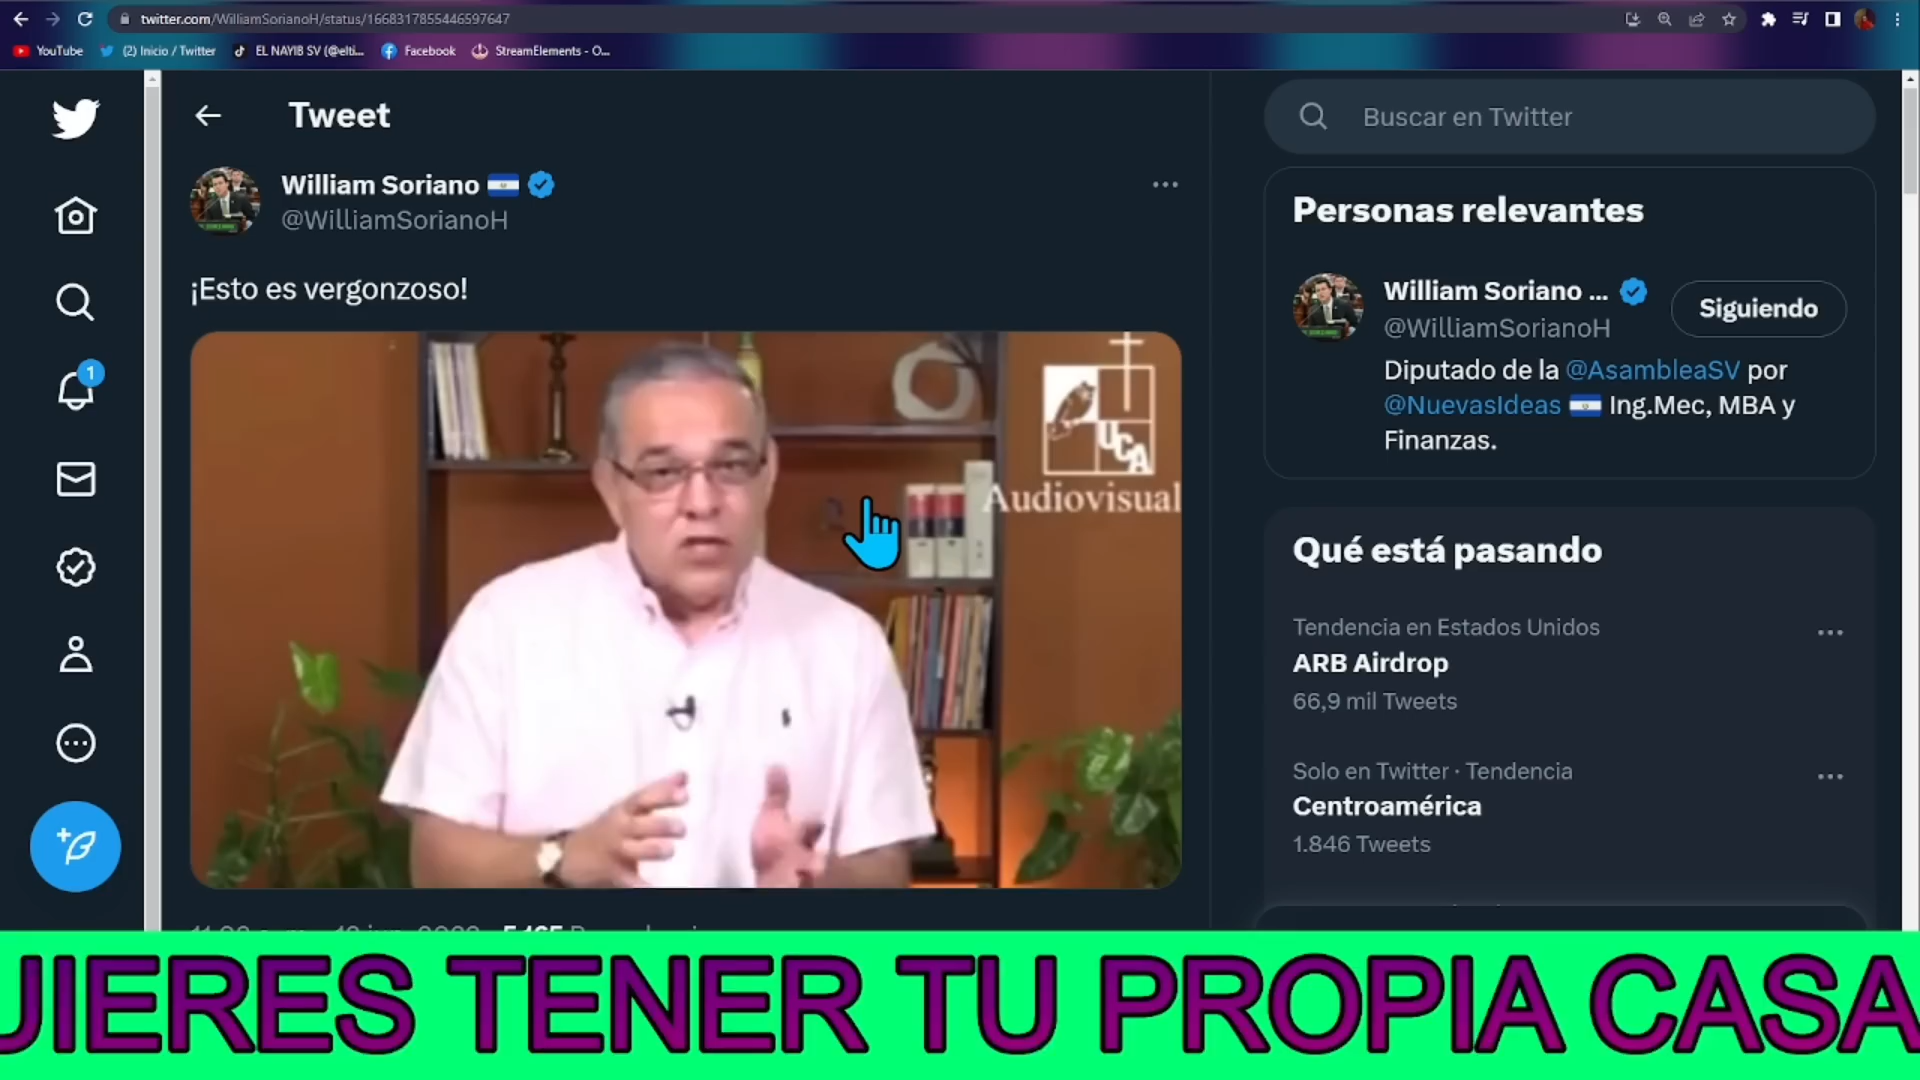 twitter.com/WilliamSorianoH/status/1668317855446597647
YouTube
(2) Inicio / Twitter
EL NAYIB SV (@elti...
Facebook
StreamElements - O...
Tweet
William Soriano
@WilliamSorianoH
¡Esto es vergonzoso!
UCA
Audiovisual
1
Buscar en Twitter
Personas relevantes
William Soriano ...
@WilliamSorianoH
Siguiendo
Diputado de la @AsambleaSV por
@NuevasIdeas Ing.Mec, MBA y
Finanzas.
Qué está pasando
Tendencia en Estados Unidos
ARB Airdrop
66,9 mil Tweets
Solo en Twitter · Tendencia
Centroamérica
1.846 Tweets
UIERES TENER TU PROPIA CASA